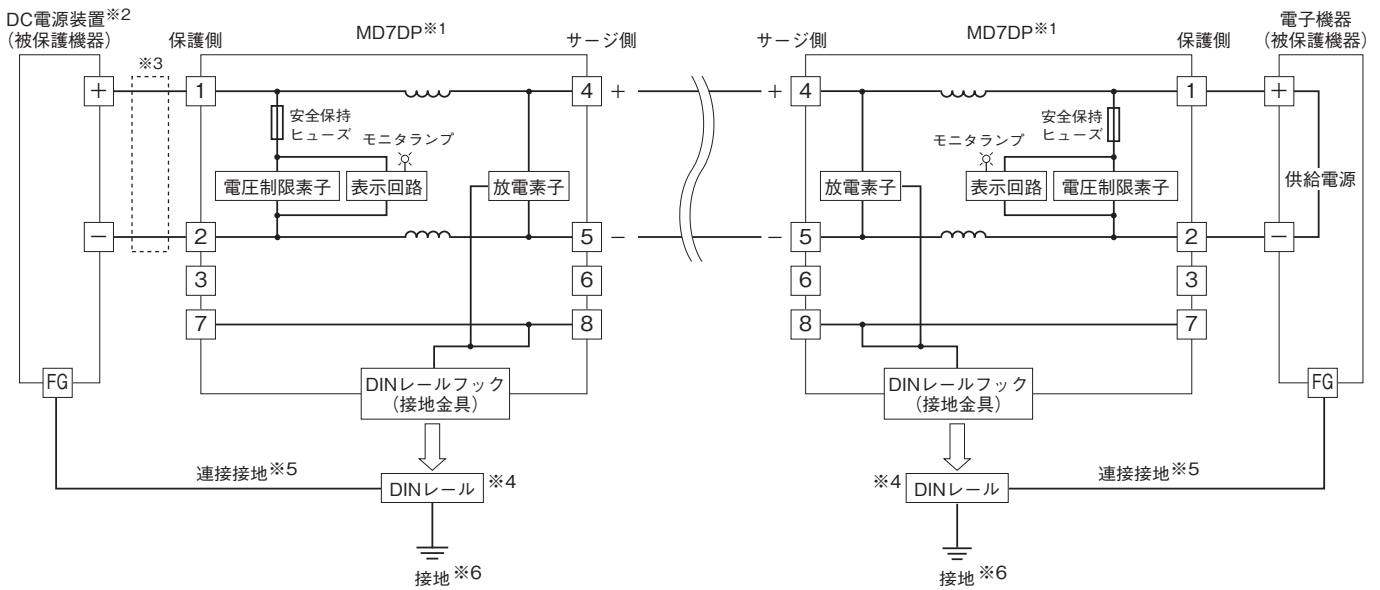 DC電源装置※2
（被保護機器）
保護側
MD7DP※1
サージ側
サージ側
MD7DP※1
保護側
電子機器
（被保護機器）
※3
＋
1
4
＋
＋
4
1
＋
安全保持
ヒューズ
モニタランプ
モニタランプ
安全保持
ヒューズ
電圧制限素子
表示回路
放電素子
放電素子
表示回路
電圧制限素子
供給電源
－
2
5
－
－
5
2
－
3
6
6
3
7
8
8
7
FG
DINレールフック
（接地金具）
DINレールフック
（接地金具）
FG
連接接地※5
DINレール
※4
※4
DINレール
連接接地※5
接地※6
接地※6